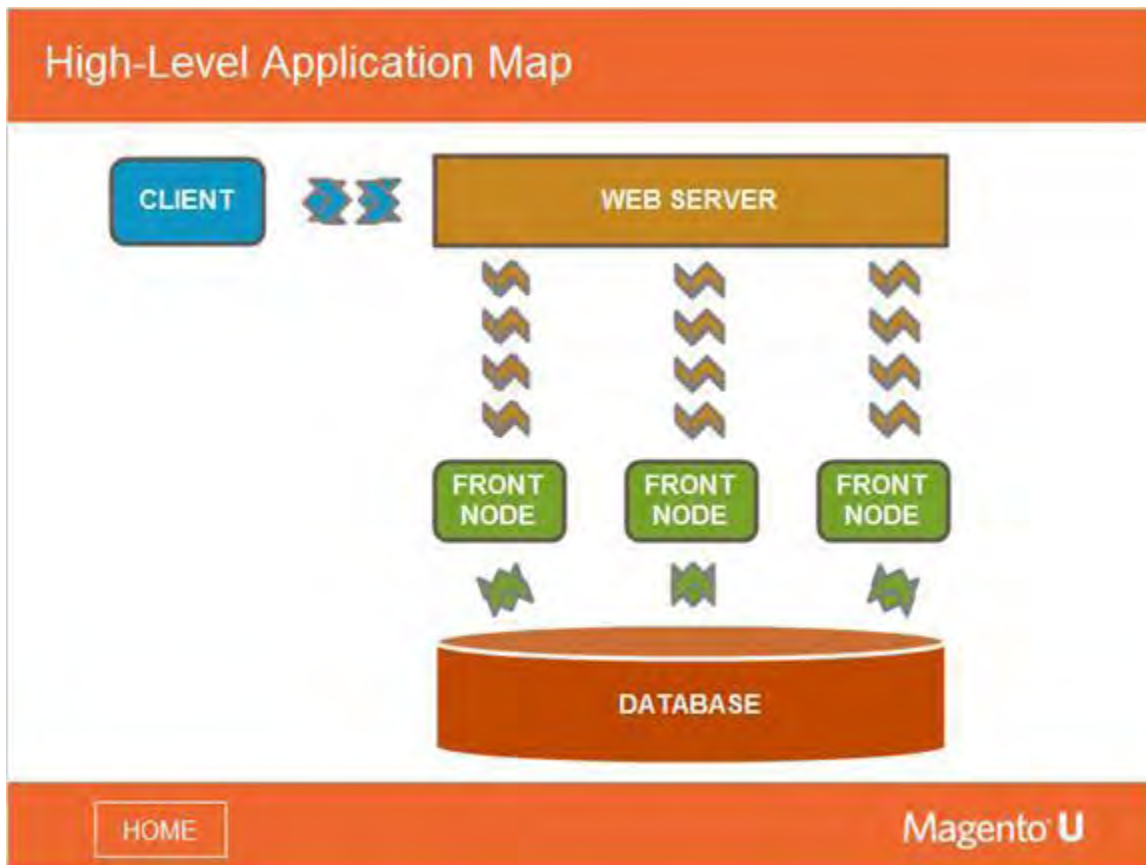 High-Level Application Map
CLIENT
WEB SERVER
FRONT
NODE
FRONT
NODE
FRONT
NODE
DATABASE
HOME
Magento U